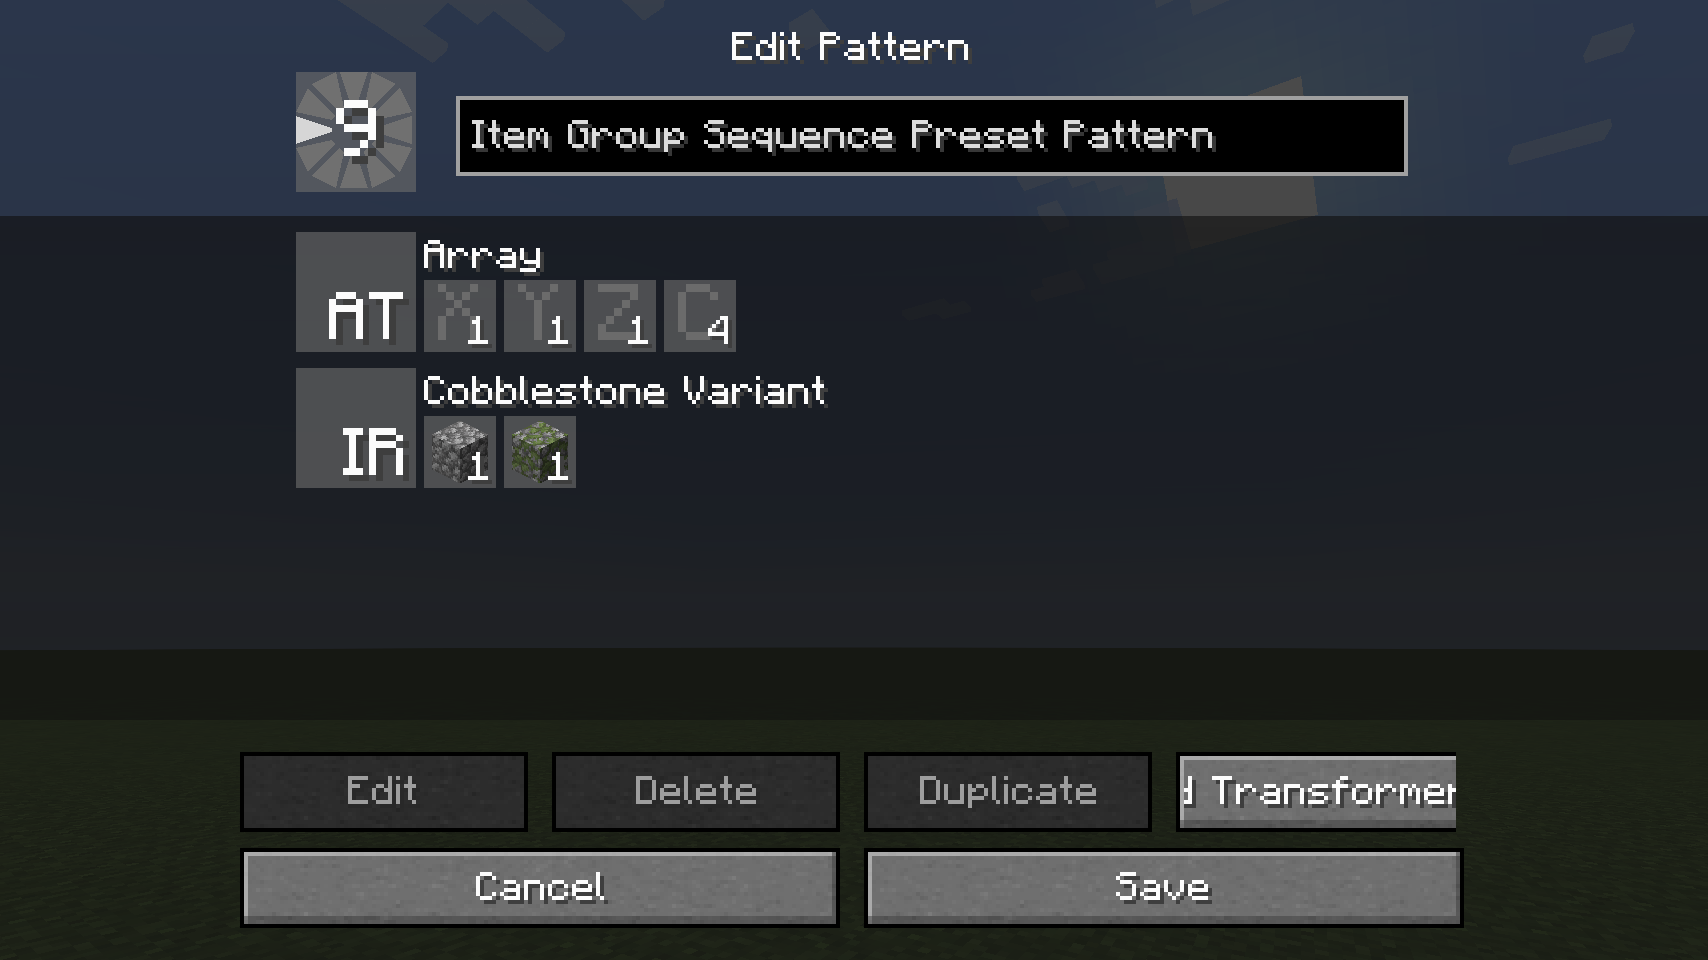 Edit Pattern
9
Item Group Sequence Preset Pattern
Array
AT
X 1 Y 1 Z 1 C 4
Cobblestone Variant
IR
1 1
Edit Delete Duplicate d Transformer
Cancel Save